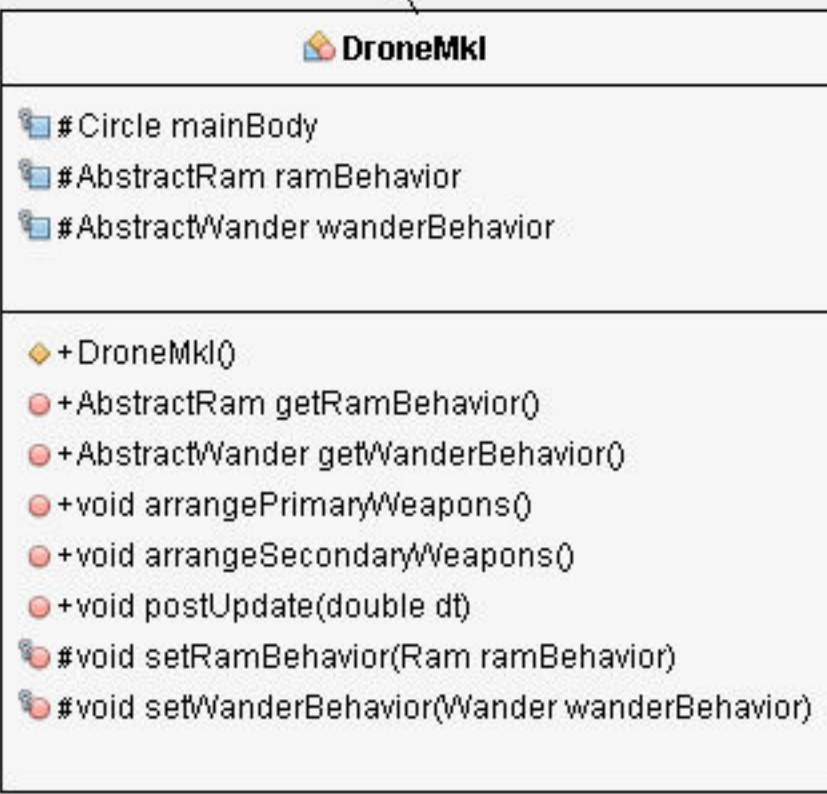 DroneMkI
#Circle mainBody
#AbstractRam ramBehavior
#AbstractWander wanderBehavior
+DroneMkI()
+AbstractRam getRamBehavior()
+AbstractWander getWanderBehavior()
+void arrangePrimaryWeapons()
+void arrangeSecondaryWeapons()
+void postUpdate(double dt)
#void setRamBehavior(Ram ramBehavior)
#void setWanderBehavior(Wander wanderBehavior)